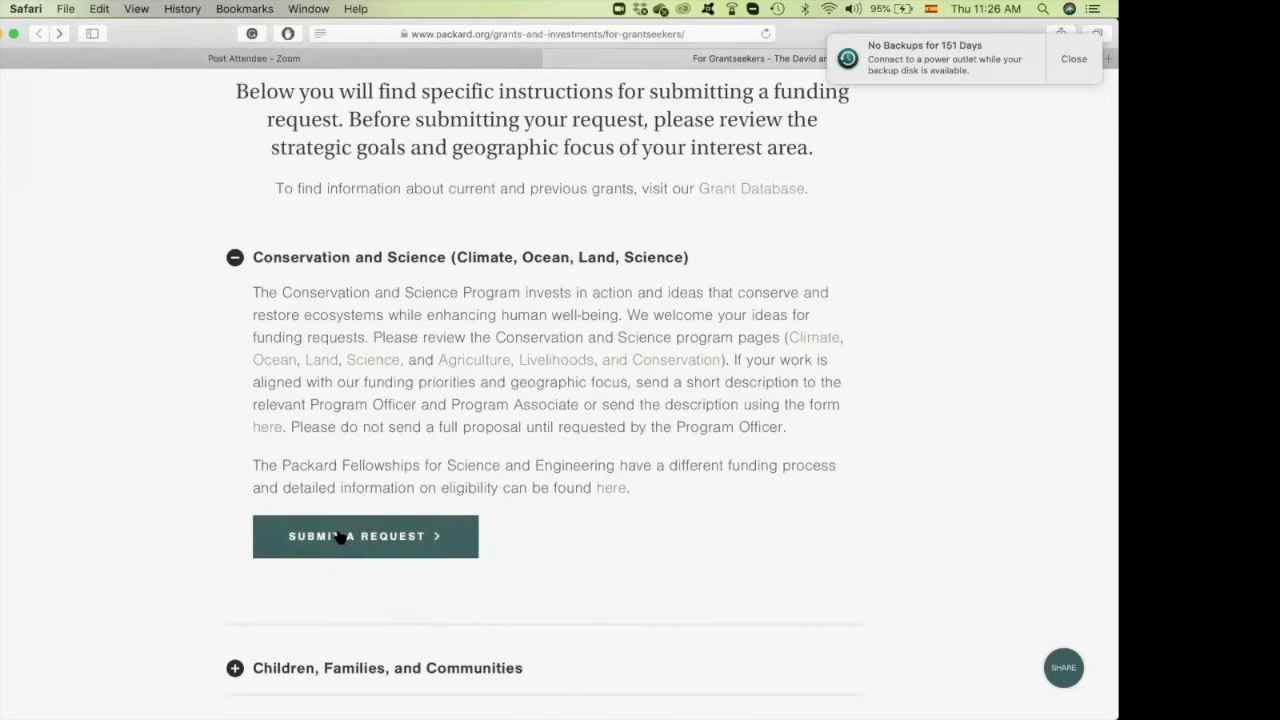 Safari File Edit View History Bookmarks Window Help 95% Thu 11:26 AM
www.packard.org/grants-and-investments/for-grantseekers/
Post Attendee - Zoom For Grantseekers - The David an
No Backups for 151 Days
Connect to a power outlet while your
backup disk is available.
Close
Below you will find specific instructions for submitting a funding
request. Before submitting your request, please review the
strategic goals and geographic focus of your interest area.
To find information about current and previous grants, visit our Grant Database.
Conservation and Science (Climate, Ocean, Land, Science)
The Conservation and Science Program invests in action and ideas that conserve and
restore ecosystems while enhancing human well-being. We welcome your ideas for
funding requests. Please review the Conservation and Science program pages (Climate,
Ocean, Land, Science, and Agriculture, Livelihoods, and Conservation). If your work is
aligned with our funding priorities and geographic focus, send a short description to the
relevant Program Officer and Program Associate or send the description using the form
here. Please do not send a full proposal until requested by the Program Officer.
The Packard Fellowships for Science and Engineering have a different funding process
and detailed information on eligibility can be found here.
SUBMIT A REQUEST >
Children, Families, and Communities
SHARE